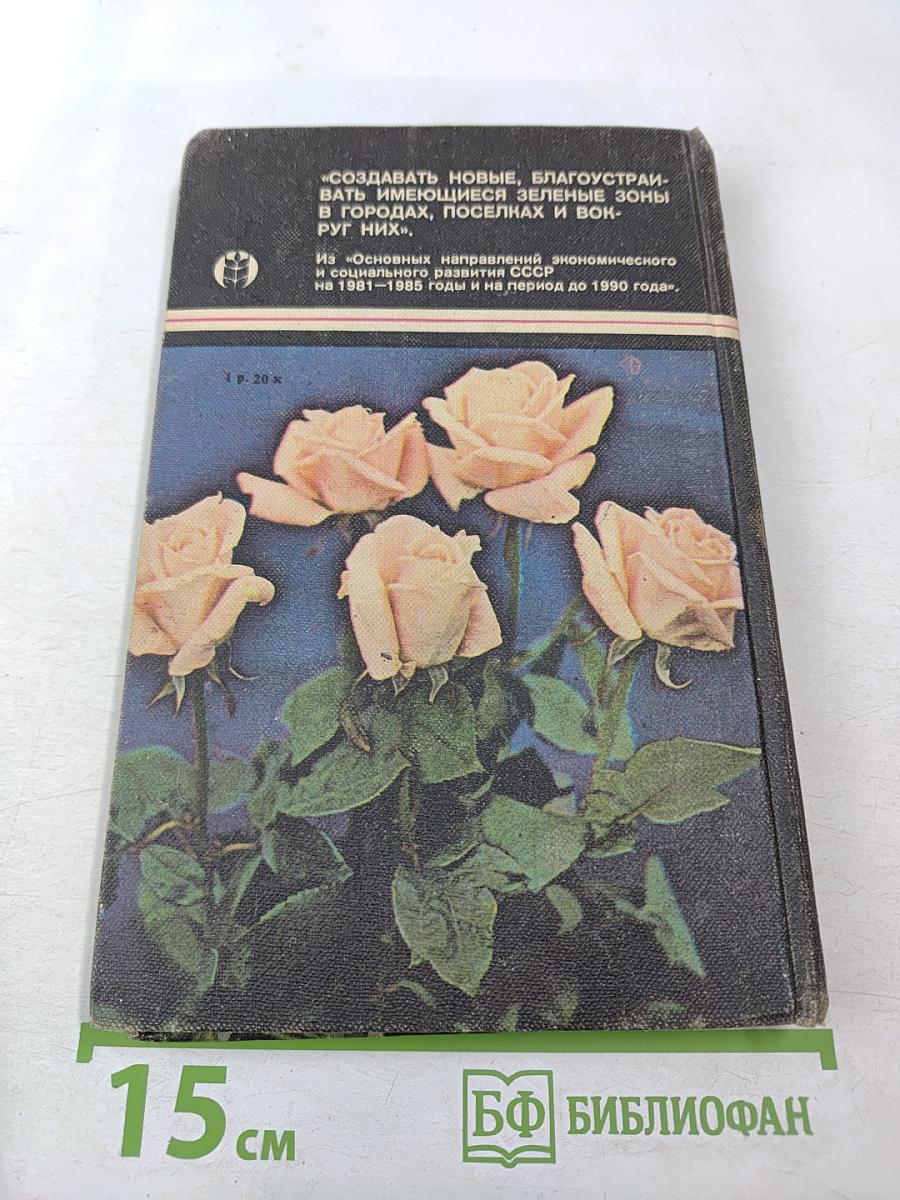 «СОЗДАВАТЬ НОВЫЕ, БЛАГОУСТРАИ-
ВАТЬ ИМЕЮЩИЕСЯ ЗЕЛЕНЫЕ ЗОНЫ
В ГОРОДАХ, ПОСЕЛКАХ И ВОК-
РУГ НИХ».
Из «Основных направлений экономического
и социального развития СССР
на 1981—1985 годы и на период до 1990 года».
1 р. 20 к
15 см
БФ БИБЛИОФАН